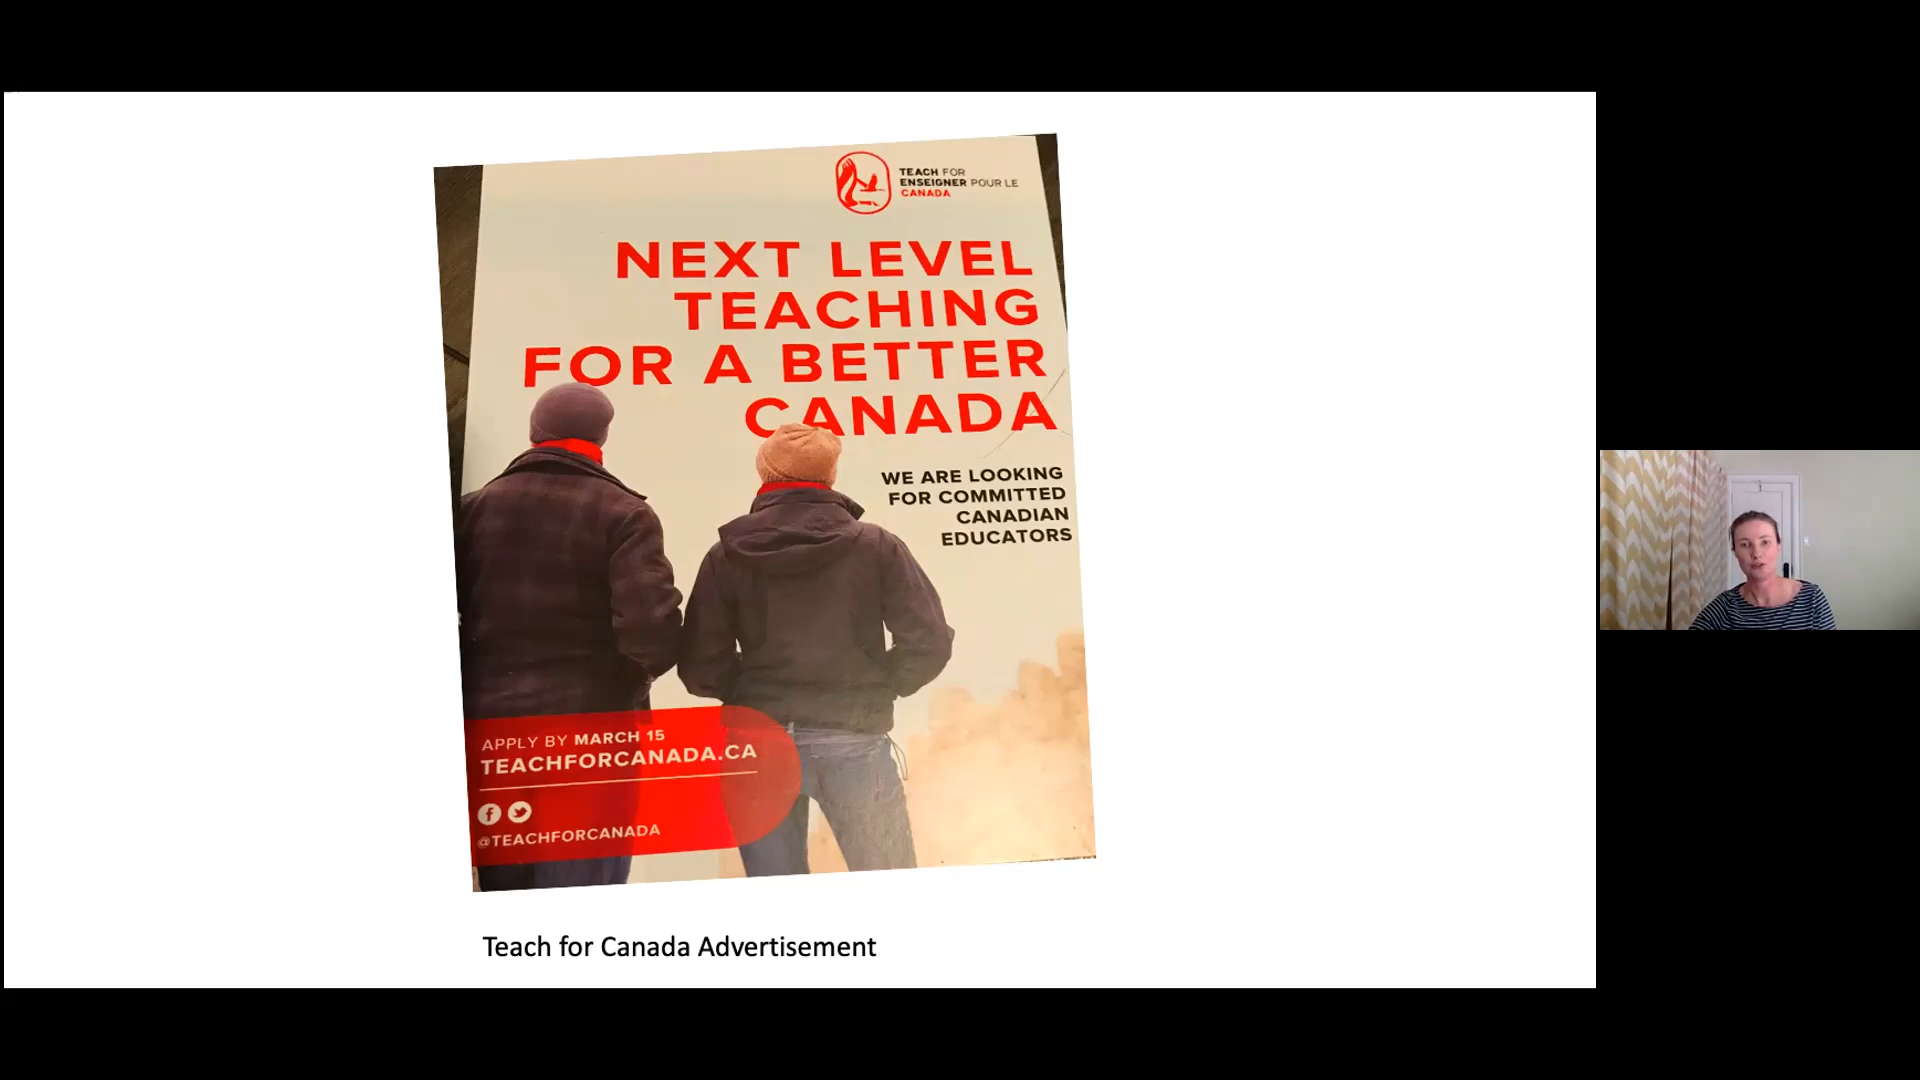 TEACH FOR
ENSEIGNER POUR LE
CANADA
NEXT LEVEL
TEACHING
FOR A BETTER
CANADA
WE ARE LOOKING
FOR COMMITTED
CANADIAN
EDUCATORS
APPLY BY MARCH 15
TEACHFORCANADA.CA
@TEACHFORCANADA
Teach for Canada Advertisement